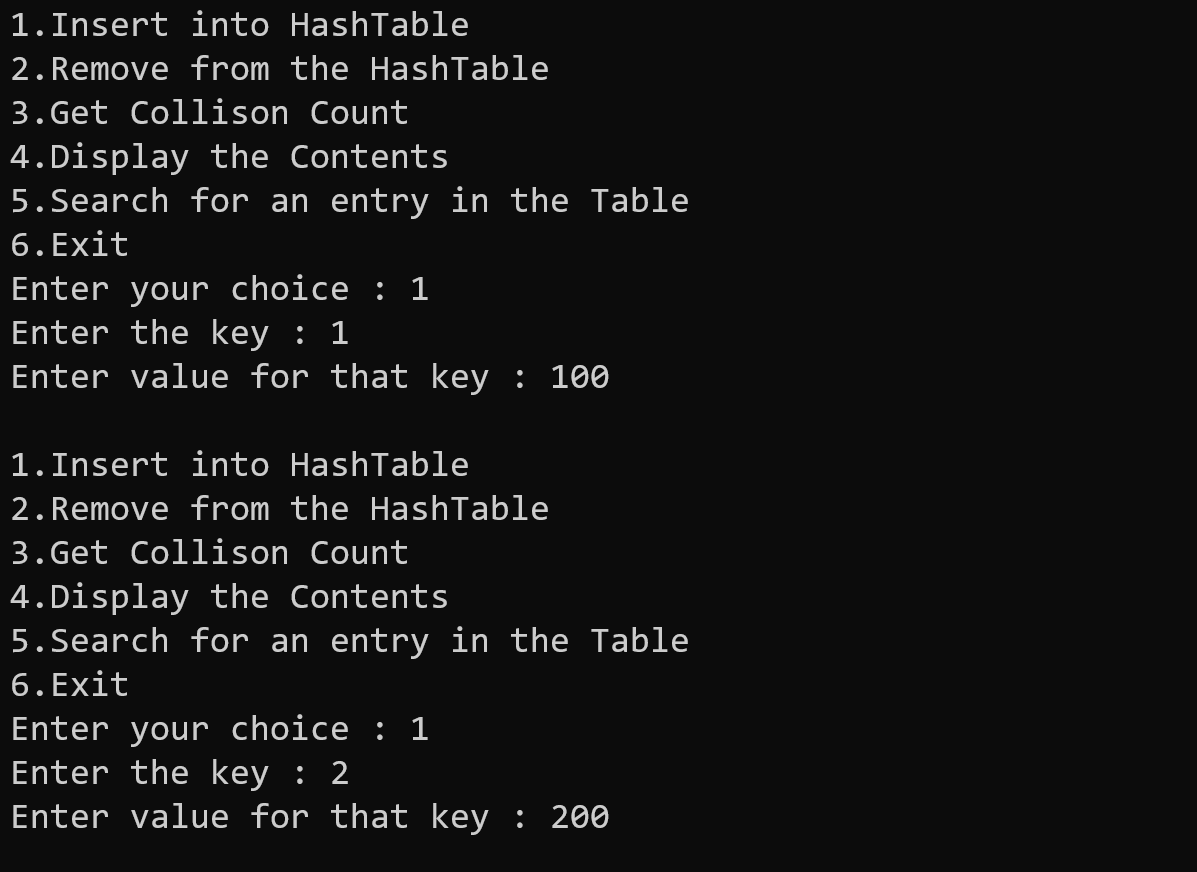 1.Insert into HashTable
2.Remove from the HashTable
3.Get Collison Count
4.Display the Contents
5.Search for an entry in the Table
6.Exit
Enter your choice : 1
Enter the key : 1
Enter value for that key : 100

1.Insert into HashTable
2.Remove from the HashTable
3.Get Collison Count
4.Display the Contents
5.Search for an entry in the Table
6.Exit
Enter your choice : 1
Enter the key : 2
Enter value for that key : 200